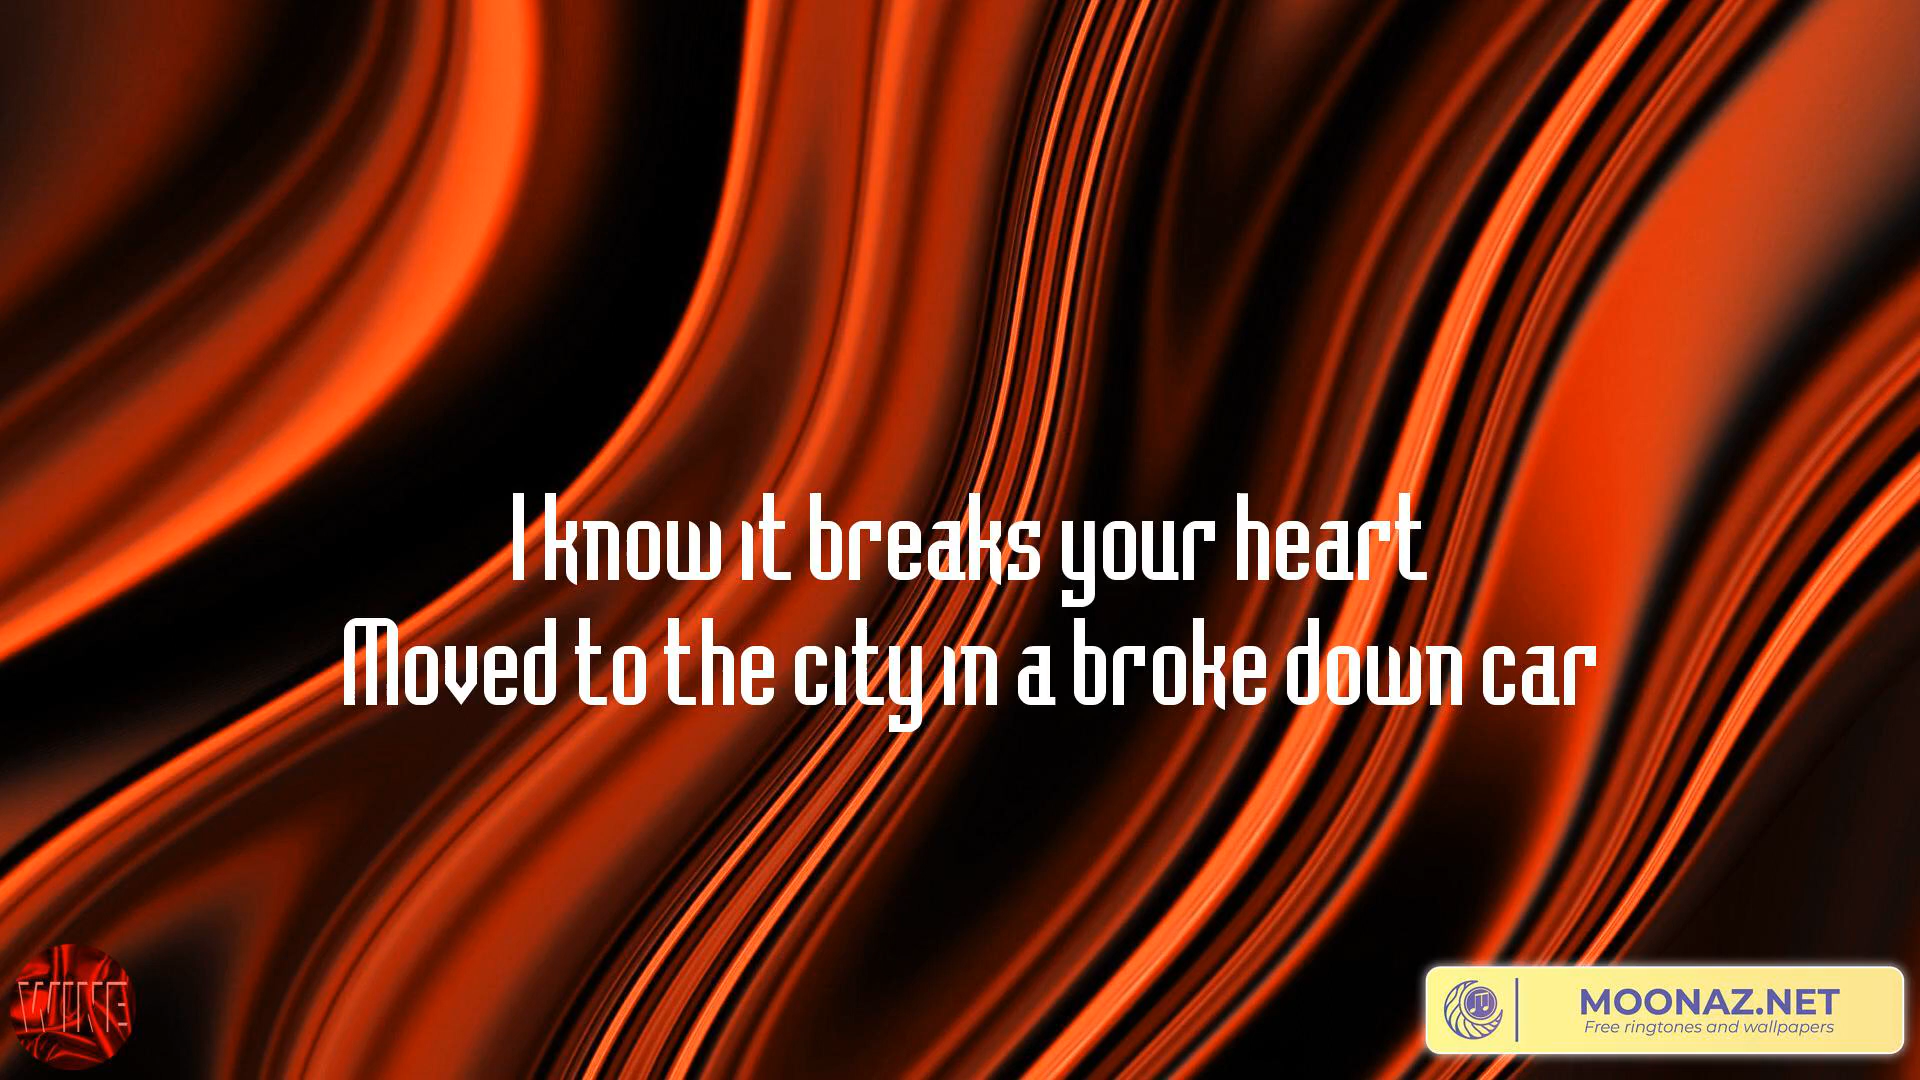 I know it breaks your heart
Moved to the city in a broke down car
WINE
MOONAZ.NET
Free ringtones and wallpapers